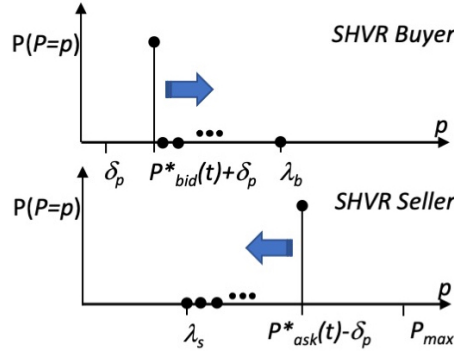 SHVR Buyer
P(P=p)
•••
p
δp P*bid(t)+δp λb
SHVR Seller
P(P=p)
•••
p
λs P*ask(t)-δp Pmax